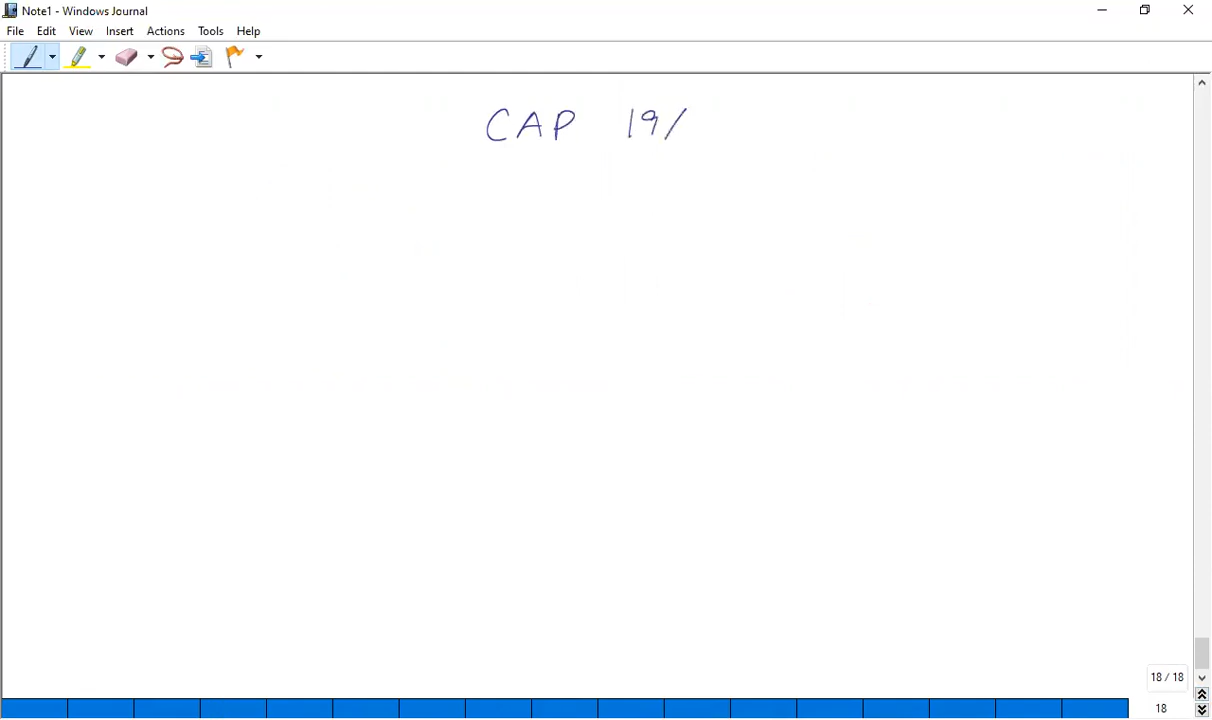 Note1 - Windows Journal
File Edit View Insert Actions Tools Help
CAP 19/
18 / 18
18